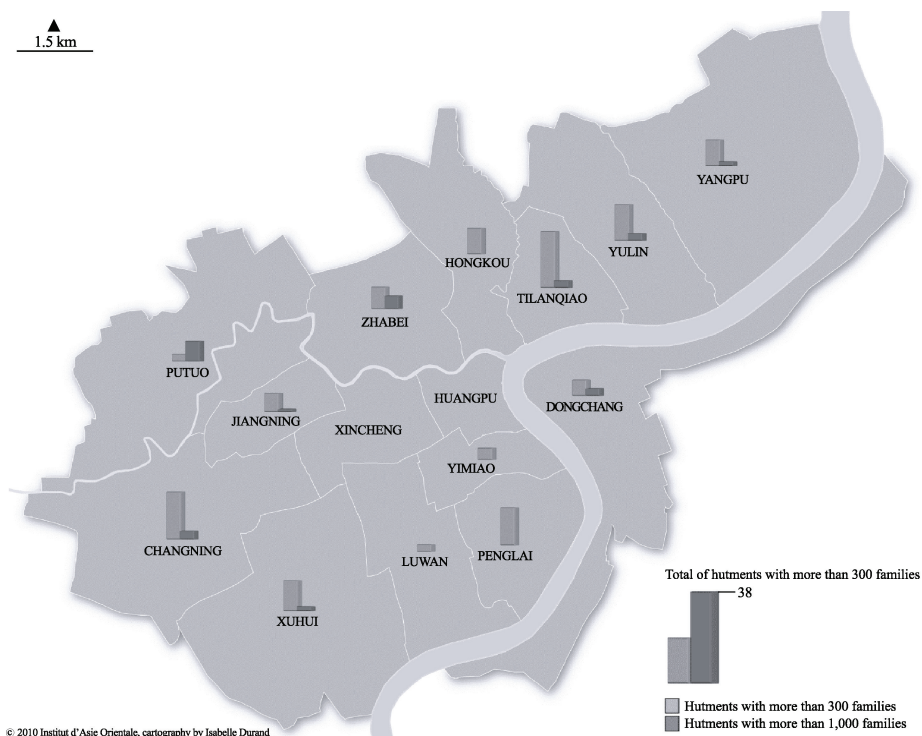 1.5 km
YANGPU
YULIN
HONGKOU
TILANQIAO
ZHABEI
PUTUO
HUANGPU
DONGCHANG
JIANGNING
XINCHENG
YIMIAO
CHANGNING
PENGLAI
LUWAN
XUHUI
Total of hutments with more than 300 families
38
Hutments with more than 300 families
Hutments with more than 1,000 families
© 2010 Institut d'Asie Orientale, cartography by Isabelle Durand